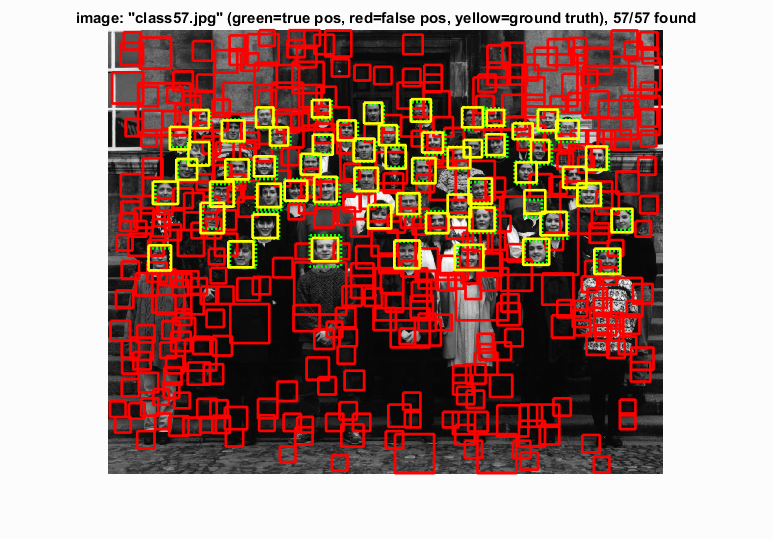 image: "class57.jpg" (green=true pos, red=false pos, yellow=ground truth), 57/57 found